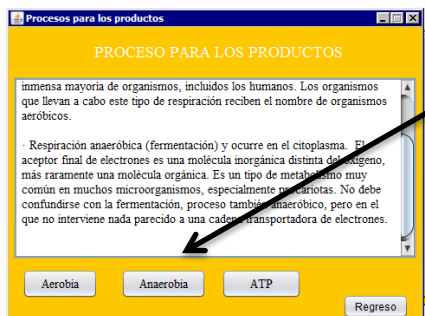 Procesos para los productos
PROCESO PARA LOS PRODUCTOS
inmensa mayoria de organismos, incluidos los humanos. Los organismos
que llevan a cabo este tipo de respiración reciben el nombre de organismos
aeróbicos.
· Respiración anaeróbica (fermentación) y ocurre en el citoplasma. El
aceptor final de electrones es una molécula inorgánica distinta del oxígeno,
más raramente una molécula orgánica. Es un tipo de metabolismo muy
común en muchos microorganismos, especialmente procariotas. No debe
confundirse con la fermentación, proceso también anaeróbico, pero en el
que no interviene nada parecido a una cadena transportadora de electrones.
Aerobia
Anaerobia
ATP
Regreso